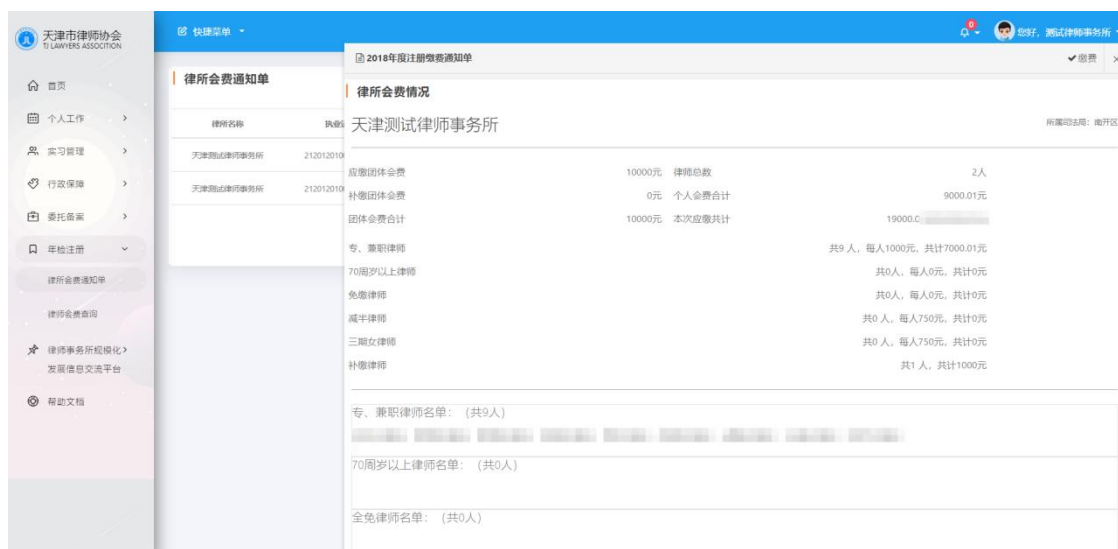 天津市律师协会
TJ LAWYERS ASSOCITION
快捷菜单
0
您好，测试律师事务所
首页
个人工作
实习管理
行政保障
委托备案
年检注册
律所会费通知单
律师会费查询
律师事务所规模化
发展信息交流平台
帮助文档
律所会费通知单
律所名称
执业
天津测试律师事务所 212012010
天津测试律师事务所 212012010
2018年度注册缴费通知单
缴费
律所会费情况
天津测试律师事务所
所属司法局：南开区
应缴团体会费 10000元 律师总数 2人
补缴团体会费 0元 个人会费合计 9000.01元
团体会费合计 10000元 本次应缴共计 19000.0
专、兼职律师 共9 人，每人1000元，共计7000.01元
70周岁以上律师 共0人，每人0元，共计0元
免缴律师 共0人，每人0元，共计0元
减半律师 共0 人，每人750元，共计0元
三期女律师 共0 人，每人750元，共计0元
补缴律师 共1 人，共计1000元
专、兼职律师名单：（共9人）
70周岁以上律师名单：（共0人）
全免律师名单：（共0人）